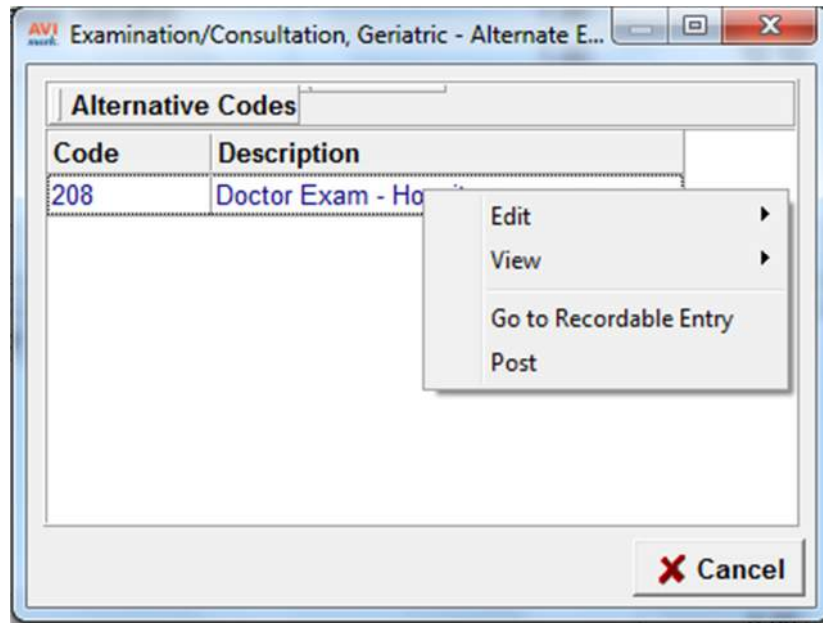 AVI mark Examination/Consultation, Geriatric - Alternate E...
Alternative Codes
Code Description
208 Doctor Exam - Ho
Edit
View
Go to Recordable Entry
Post
Cancel